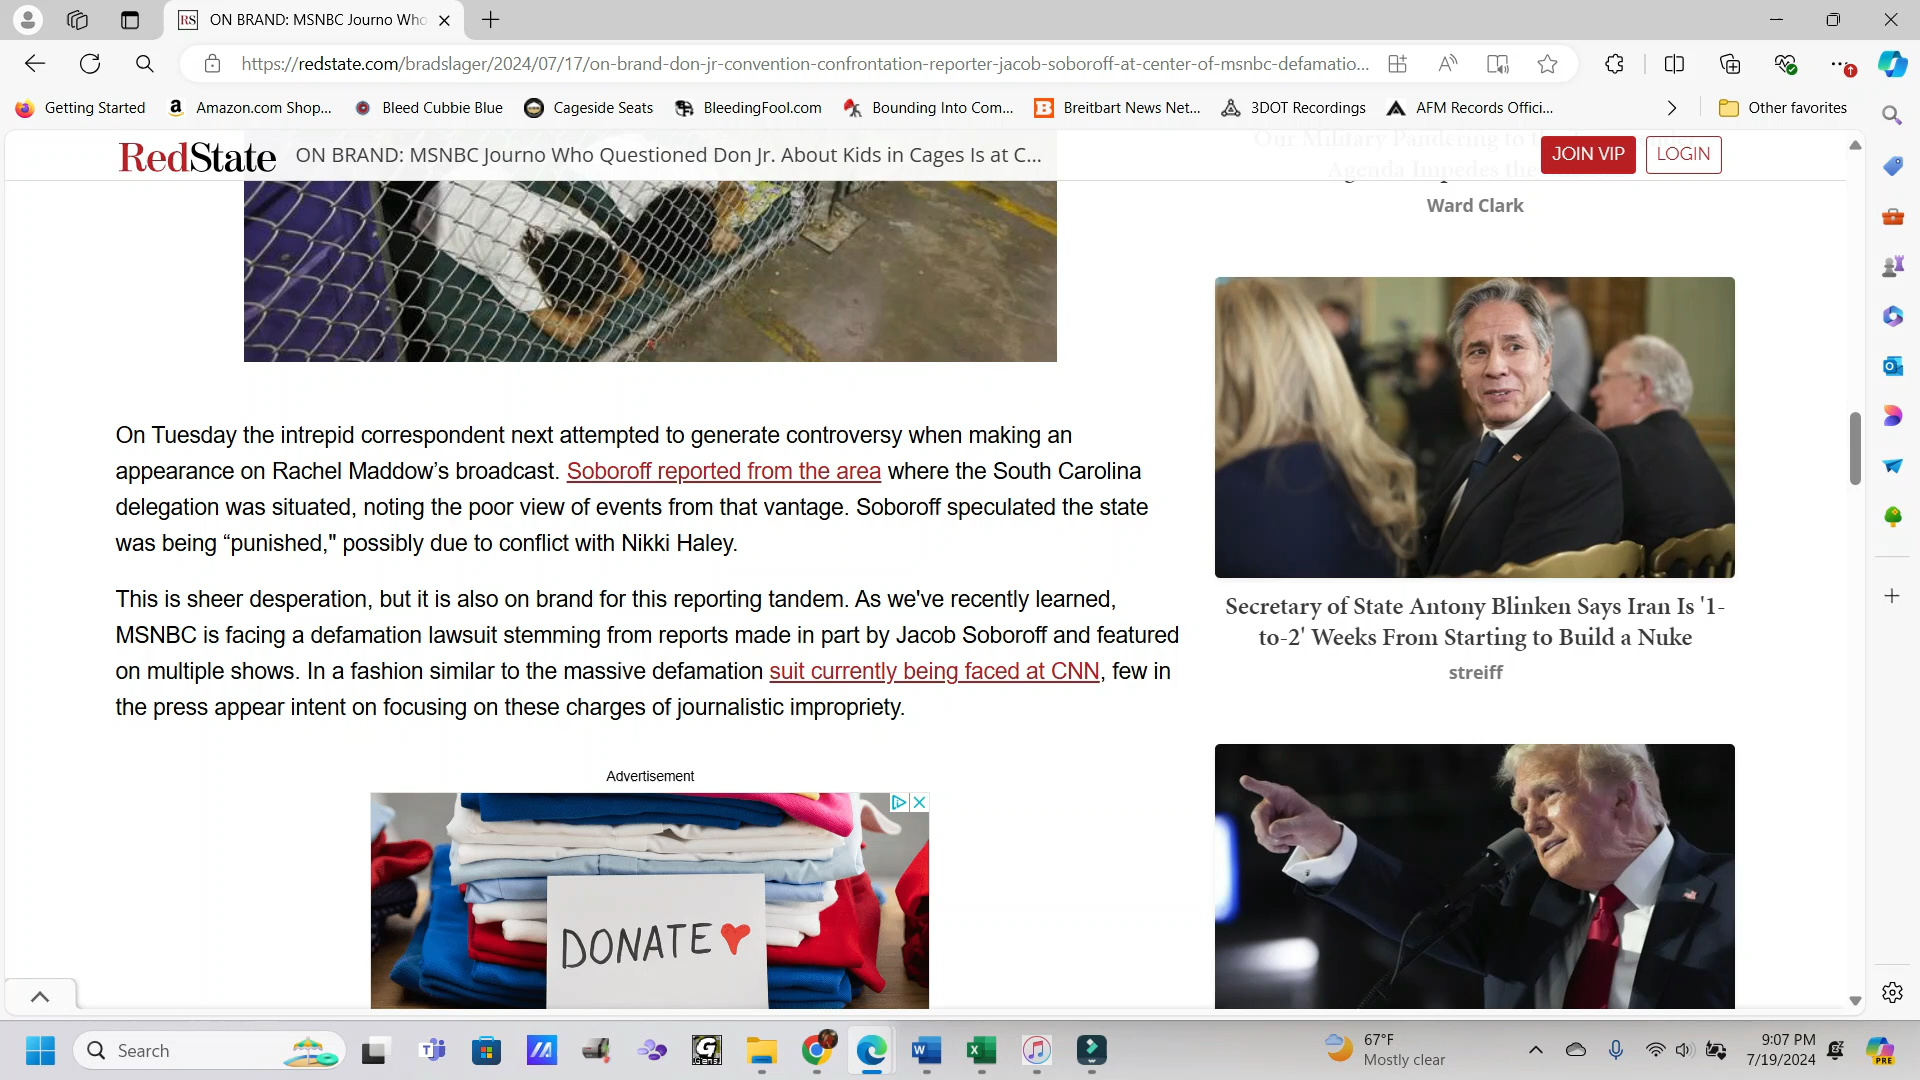 ON BRAND: MSNBC Journo Who
https://redstate.com/bradslager/2024/07/17/on-brand-don-jr-convention-confrontation-reporter-jacob-soboroff-at-center-of-msnbc-defamatio...
Getting Started
Amazon.com Shop...
Bleed Cubbie Blue
Cageside Seats
BleedingFool.com
Bounding Into Com...
Breitbart News Net...
3DOT Recordings
AFM Records Offici...
Other favorites
RedState
ON BRAND: MSNBC Journo Who Questioned Don Jr. About Kids in Cages Is at C...
JOIN VIP
LOGIN
Our Military Pandering to
Agenda Impedes the
Ward Clark
On Tuesday the intrepid correspondent next attempted to generate controversy when making an
appearance on Rachel Maddow’s broadcast. Soboroff reported from the area where the South Carolina
delegation was situated, noting the poor view of events from that vantage. Soboroff speculated the state
was being “punished," possibly due to conflict with Nikki Haley.
This is sheer desperation, but it is also on brand for this reporting tandem. As we've recently learned,
MSNBC is facing a defamation lawsuit stemming from reports made in part by Jacob Soboroff and featured
on multiple shows. In a fashion similar to the massive defamation suit currently being faced at CNN, few in
the press appear intent on focusing on these charges of journalistic impropriety.
Advertisement
DONATE
Secretary of State Antony Blinken Says Iran Is '1-
to-2' Weeks From Starting to Build a Nuke
streiff
Search
67°F
Mostly clear
9:07 PM
7/19/2024